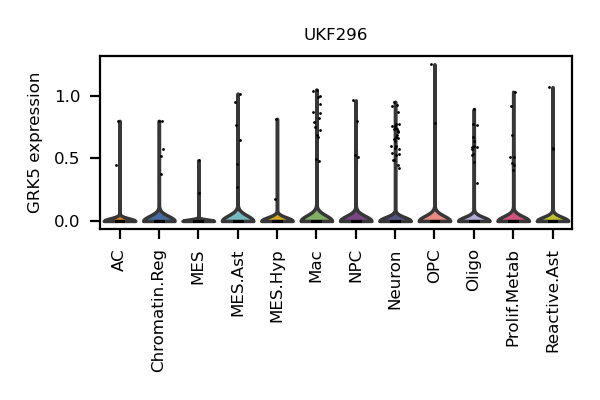 UKF296
GRK5 expression
1.0
0.5
0.0
AC
Chromatin.Reg
MES
MES.Ast
MES.Hyp
Mac
NPC
Neuron
OPC
Oligo
Prolif.Metab
Reactive.Ast